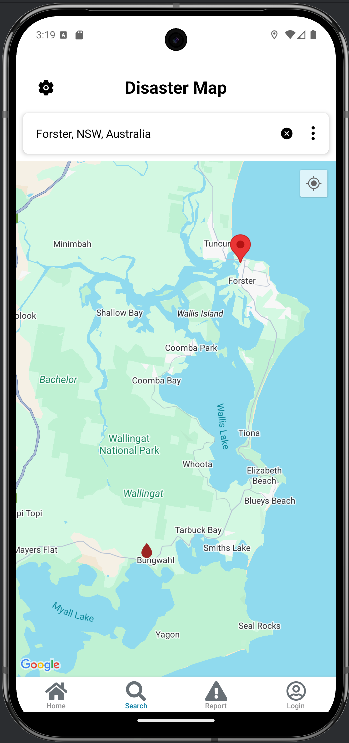 3:19
Disaster Map
Forster, NSW, Australia
Minimbah
Tuncur
Forster
olook
Shallow Bay
Wallis Island
Coomba Park
Bachelor
Coomba Bay
Wallis Lake
Tiona
Wallingat
National Park
Whoota
Elizabeth
Beach
Wallingat
Blueys Beach
pi Topi
Tarbuck Bay
Mayers Flat
Smiths Lake
Bungwahl
Myall Lake
Seal Rocks
Yagon
Google
Home
Search
Report
Login